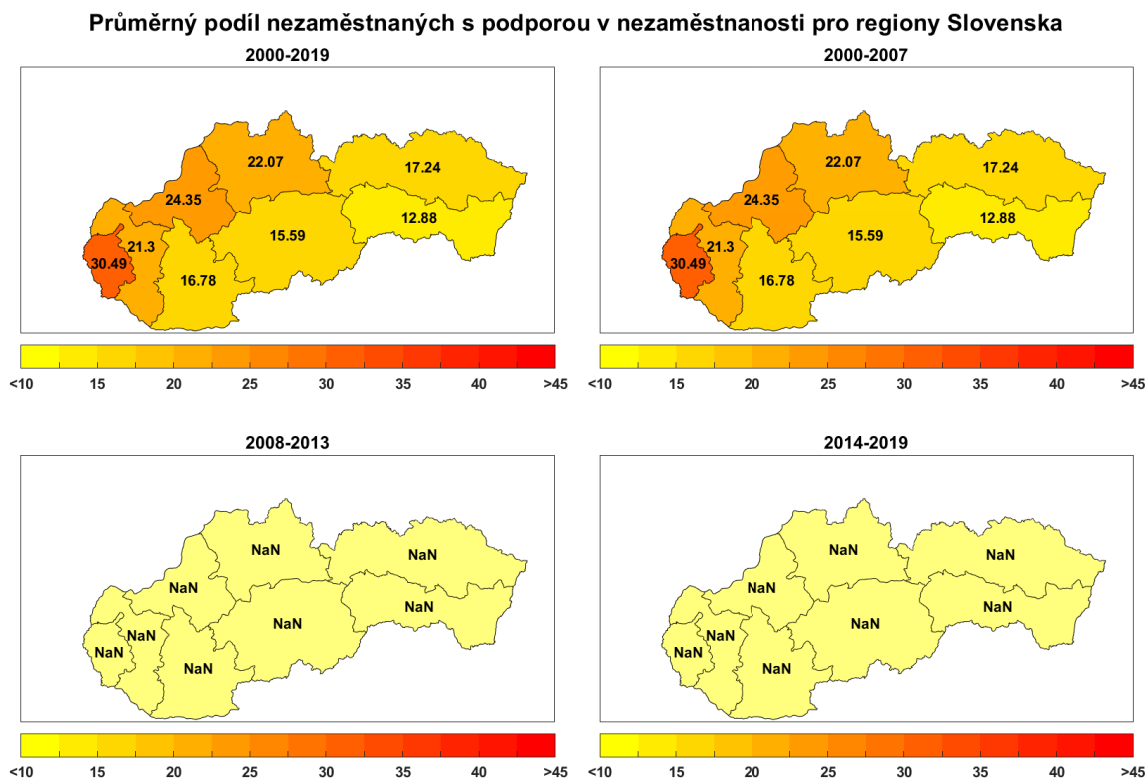 Průměrný podíl nezaměstnaných s podporou v nezaměstnanosti pro regiony Slovenska
2000-2019
22.07
17.24
24.35
12.88
15.59
21.3
30.49
16.78
<10 15 20 25 30 35 40 >45
2000-2007
22.07
17.24
24.35
12.88
15.59
21.3
30.49
16.78
<10 15 20 25 30 35 40 >45
2008-2013
NaN
NaN
NaN
NaN
NaN
NaN
NaN
NaN
<10 15 20 25 30 35 40 >45
2014-2019
NaN
NaN
NaN
NaN
NaN
NaN
NaN
NaN
<10 15 20 25 30 35 40 >45